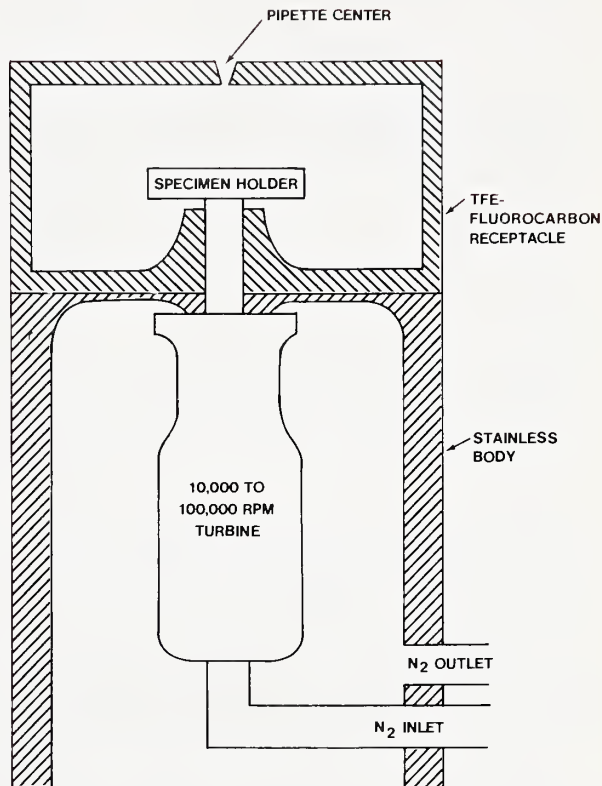 PIPETTE CENTER
SPECIMEN HOLDER
TFE-
FLUOROCARBON
RECEPTACLE
STAINLESS
BODY
10,000 TO
100,000 RPM
TURBINE
N₂ OUTLET
N₂ INLET